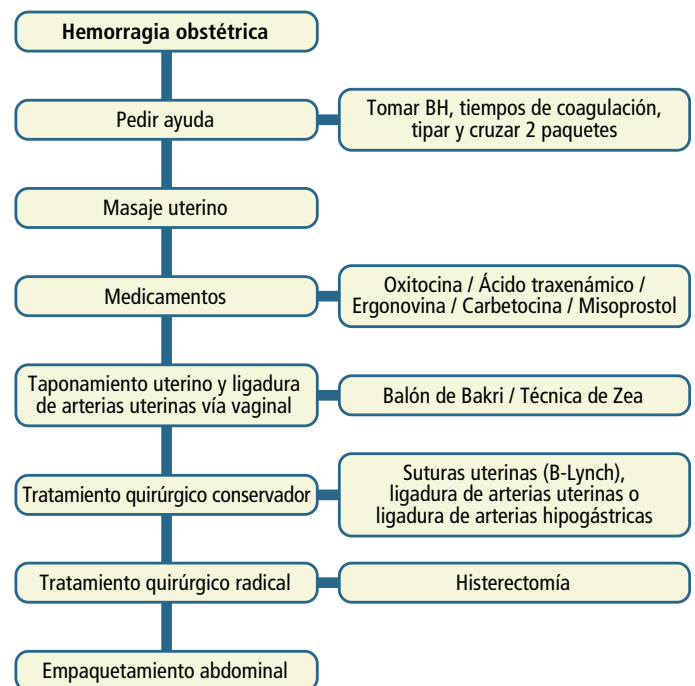 Hemorragia obstétrica
Pedir ayuda
Tomar BH, tiempos de coagulación,
tipar y cruzar 2 paquetes
Masaje uterino
Medicamentos
Oxitocina / Ácido traxenámico /
Ergonovina / Carbetocina / Misoprostol
Taponamiento uterino y ligadura
de arterias uterinas vía vaginal
Balón de Bakri / Técnica de Zea
Tratamiento quirúrgico conservador
Suturas uterinas (B-Lynch),
ligadura de arterias uterinas o
ligadura de arterias hipogástricas
Tratamiento quirúrgico radical
Histerectomía
Empaquetamiento abdominal